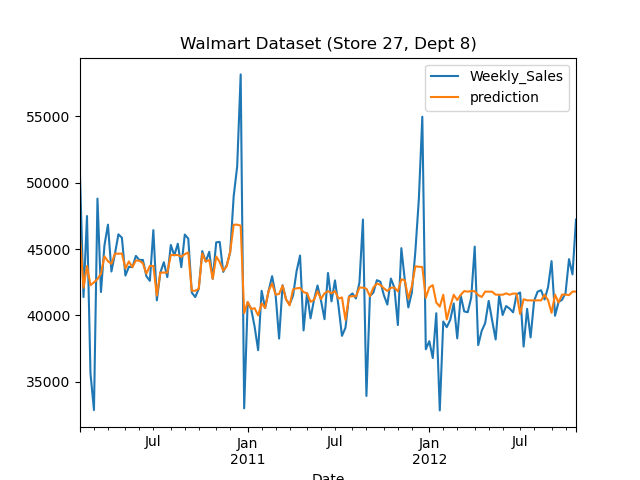 Walmart Dataset (Store 27, Dept 8)
Weekly_Sales
prediction
55000
50000
45000
40000
35000
Jul
Jan
2011
Jul
Jan
2012
Jul
Date